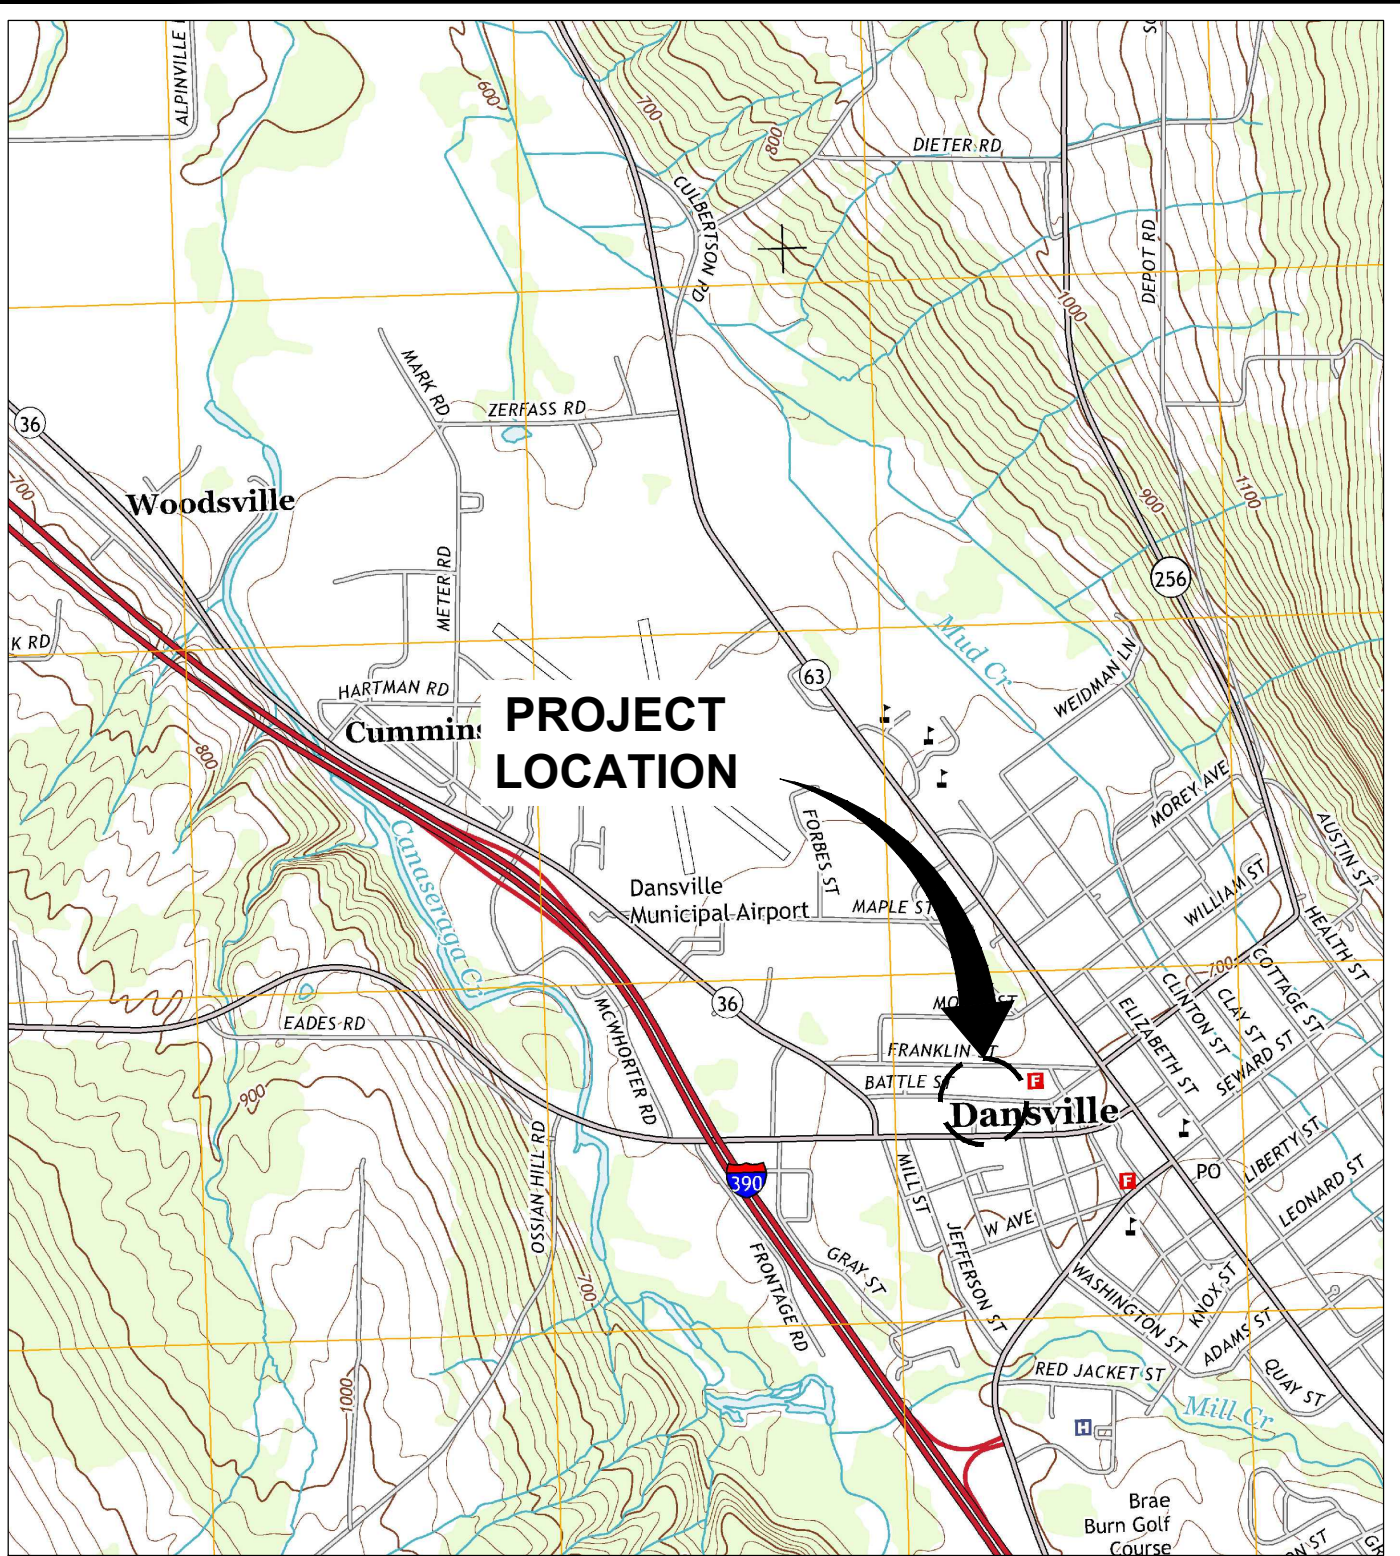 ALPINVILLE
600
700
800
DIETER RD
CULBERTSON RD
DEPOT RD
1000
MARK RD
ZERFASS RD
36
700
Woodsville
900
1100
METER RD
256
Mud Cr
K RD
WEIDMAN LN
63
HARTMAN RD
PROJECT
LOCATION
Cummins
800
MOREY AVE
FORBES ST
AUSTIN ST
Canaseraga Cr
Dansville
Municipal Airport
MAPLE ST
WILLIAM ST
HEALTH ST
COTTAGE ST
700
CLINTON ST
CLAY ST
ELIZABETH ST
36
MCWHORTER RD
EADES RD
FRANKLIN ST
SEWARD ST
BATTLE ST
F
900
Dansville
OSSIAN HILL RD
LIBERTY ST
390
MILL ST
PO
F
LEONARD ST
W AVE
JEFFERSON ST
FRONTAGE RD
GRAY ST
700
WASHINGTON ST
KNOX ST
ADAMS ST
RED JACKET ST
QUAY ST
1000
Mill Cr
H
Brae
Burn Golf
Course